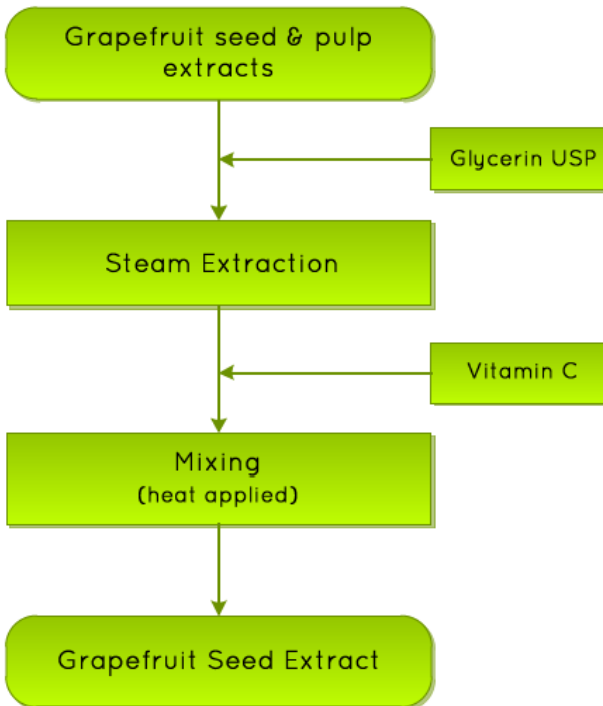 Grapefruit seed & pulp
extracts
Glycerin USP
Steam Extraction
Vitamin C
Mixing
(heat applied)
Grapefruit Seed Extract